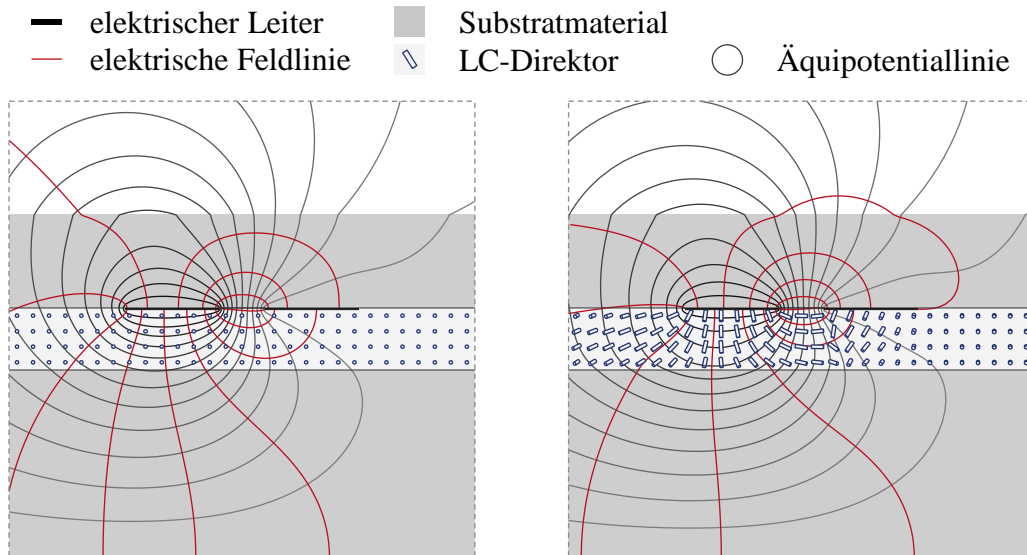 elektrischer Leiter
Substratmaterial
elektrische Feldlinie
LC-Direktor
Äquipotentiallinie